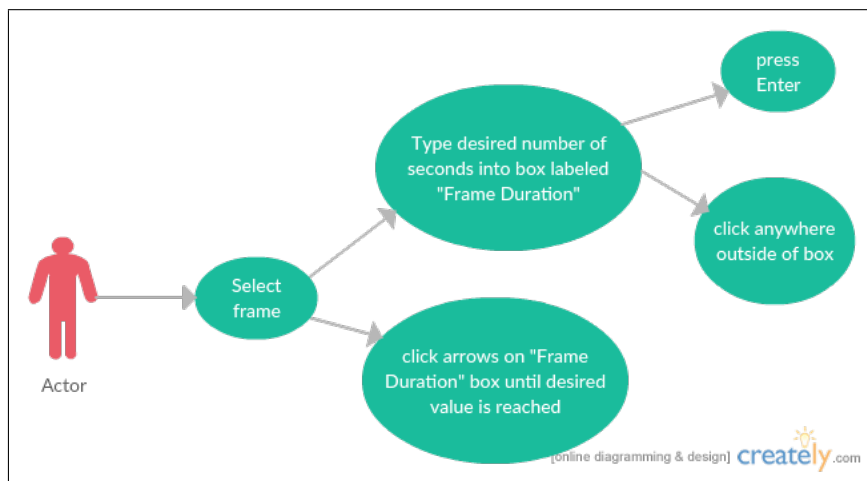 press
Enter
Type desired number of
seconds into box labeled
"Frame Duration"
click anywhere
outside of box
Select
frame
click arrows on "Frame
Duration" box until desired
value is reached
Actor
[online diagramming & design] creately.com